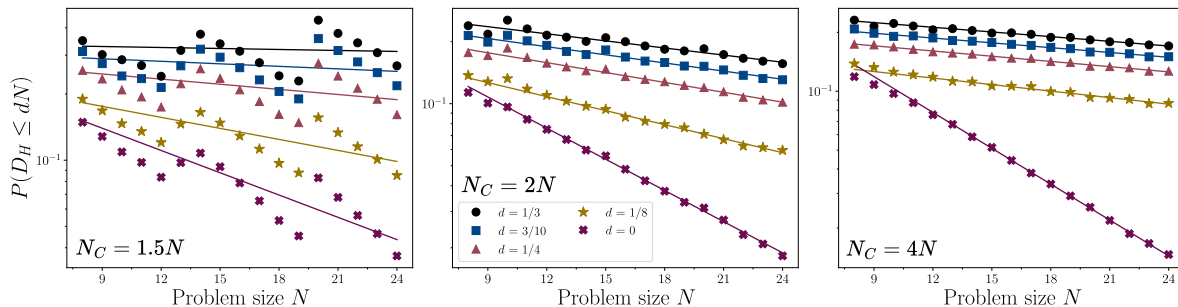 P(D_H ≤ dN)
10⁻¹
N_C = 1.5N
9 12 15 18 21 24
Problem size N
10⁻¹
N_C = 2N
d = 1/3
d = 3/10
d = 1/4
d = 1/8
d = 0
9 12 15 18 21 24
Problem size N
10⁻¹
N_C = 4N
9 12 15 18 21 24
Problem size N